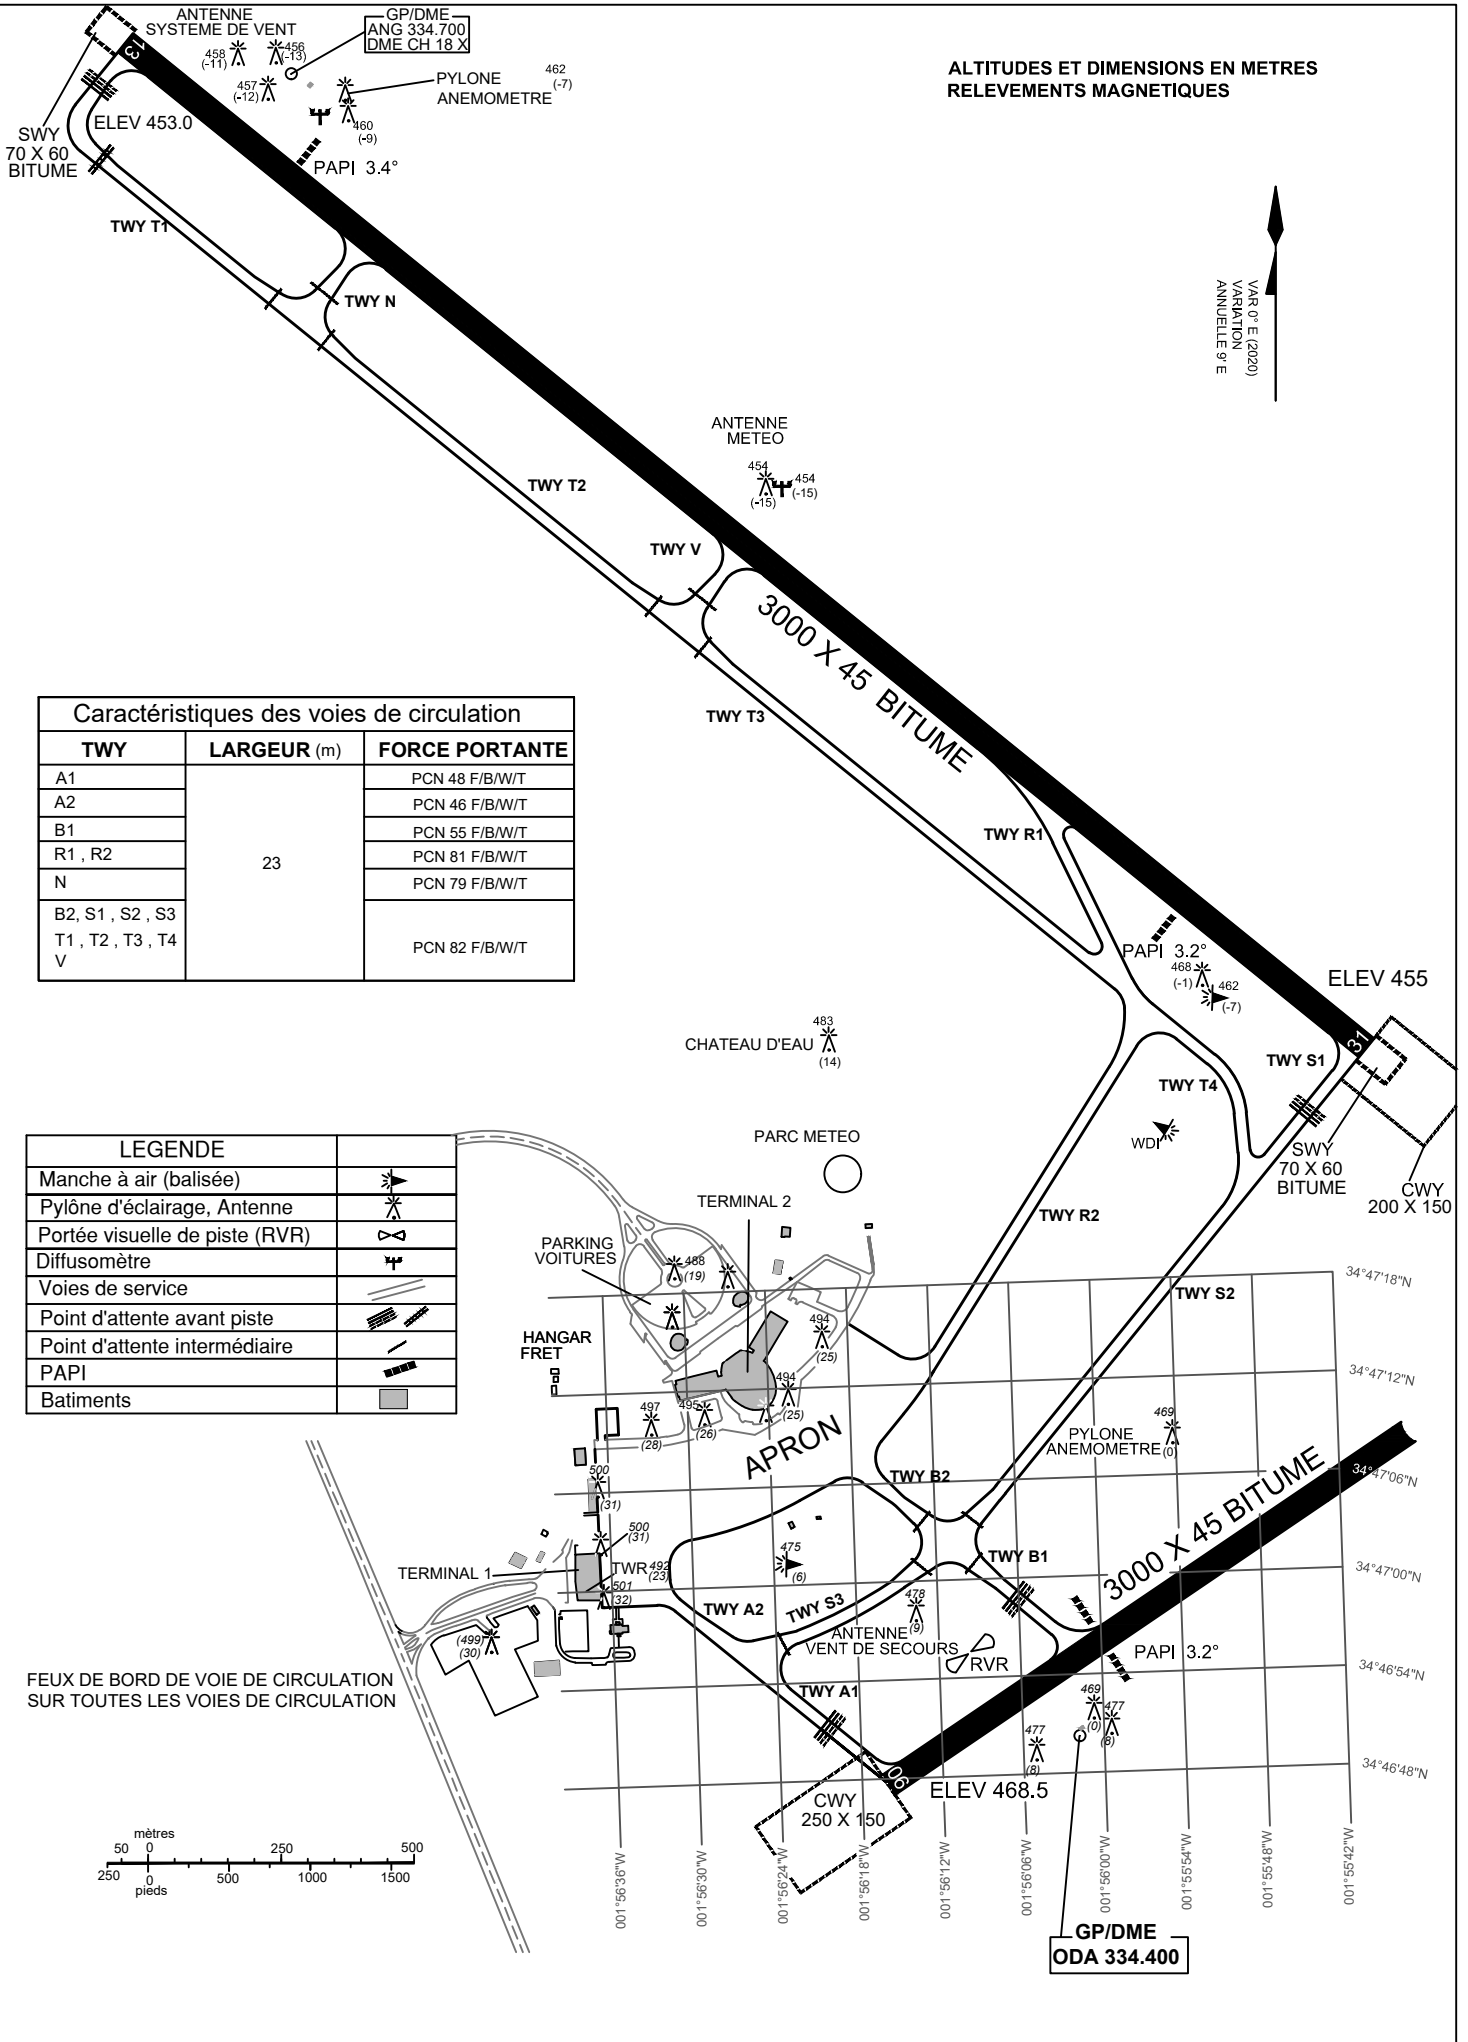 ANTENNE
SYSTEME DE VENT
GP/DME
ANG 334.700
DME CH 18 X
458
(-11)
456
(-13)
457
(-12)
PYLONE
ANEMOMETRE
462
(-7)
460
(-9)
ALTITUDES ET DIMENSIONS EN METRES
RELEVEMENTS MAGNETIQUES
13
SWY
70 X 60
BITUME
ELEV 453.0
PAPI 3.4°
TWY T1
TWY N
VAR 0° E (2020)
VARIATION
ANNUELLE 9' E
ANTENNE
METEO
454
(-15)
454
(-15)
TWY T2
TWY V
3000 X 45 BITUME
TWY T3
Caractéristiques des voies de circulation
TWY LARGEUR (m) FORCE PORTANTE
A1 PCN 48 F/B/W/T
A2 PCN 46 F/B/W/T
B1 PCN 55 F/B/W/T
R1 , R2 23 PCN 81 F/B/W/T
N PCN 79 F/B/W/T
B2, S1 , S2 , S3
T1 , T2 , T3 , T4 PCN 82 F/B/W/T
V
TWY R1
PAPI 3.2°
468
(-1)
462
(-7)
ELEV 455
31
CHATEAU D'EAU
483
(14)
TWY S1
TWY T4
WDI
SWY
70 X 60
BITUME
CWY
200 X 150
LEGENDE
Manche à air (balisée)
Pylône d'éclairage, Antenne
Portée visuelle de piste (RVR)
Diffusomètre
Voies de service
Point d'attente avant piste
Point d'attente intermédiaire
PAPI
Batiments
PARC METEO
TERMINAL 2
PARKING
VOITURES
488
(19)
TWY R2
TWY S2
34°47'18"N
HANGAR
FRET
494
(25)
494
(25)
34°47'12"N
497
(28)
495
(26)
APRON
PYLONE
ANEMOMETRE
469
(0)
34°47'06"N
TWY B2
500
(31)
500
(31)
3000 X 45 BITUME
TERMINAL 1
TWR
492
(23)
475
(6)
TWY B1
34°47'00"N
501
(32)
TWY A2
TWY S3
478
(9)
ANTENNE
VENT DE SECOURS
RVR
PAPI 3.2°
34°46'54"N
(499)
(30)
FEUX DE BORD DE VOIE DE CIRCULATION
SUR TOUTES LES VOIES DE CIRCULATION
TWY A1
469
(0)
477
(8)
477
(8)
06
ELEV 468.5
34°46'48"N
CWY
250 X 150
mètres
50 0 250 500
250 0 500 1000 1500
pieds
001°56'36"W
001°56'30"W
001°56'24"W
001°56'18"W
001°56'12"W
001°56'06"W
001°56'00"W
001°55'54"W
001°55'48"W
001°55'42"W
GP/DME
ODA 334.400